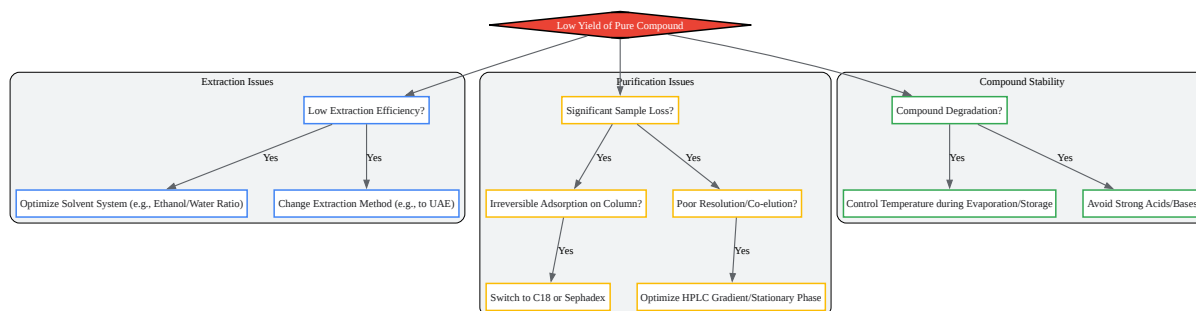 Low Yield of Pure Compound
Extraction Issues
Purification Issues
Compound Stability
Low Extraction Efficiency?
Significant Sample Loss?
Compound Degradation?
Yes
Yes
Yes
Yes
Yes
Yes
Optimize Solvent System (e.g., Ethanol/Water Ratio)
Change Extraction Method (e.g., to UAE)
Irreversible Adsorption on Column?
Poor Resolution/Co-elution?
Control Temperature during Evaporation/Storage
Avoid Strong Acids/Bases
Yes
Yes
Switch to C18 or Sephadex
Optimize HPLC Gradient/Stationary Phase